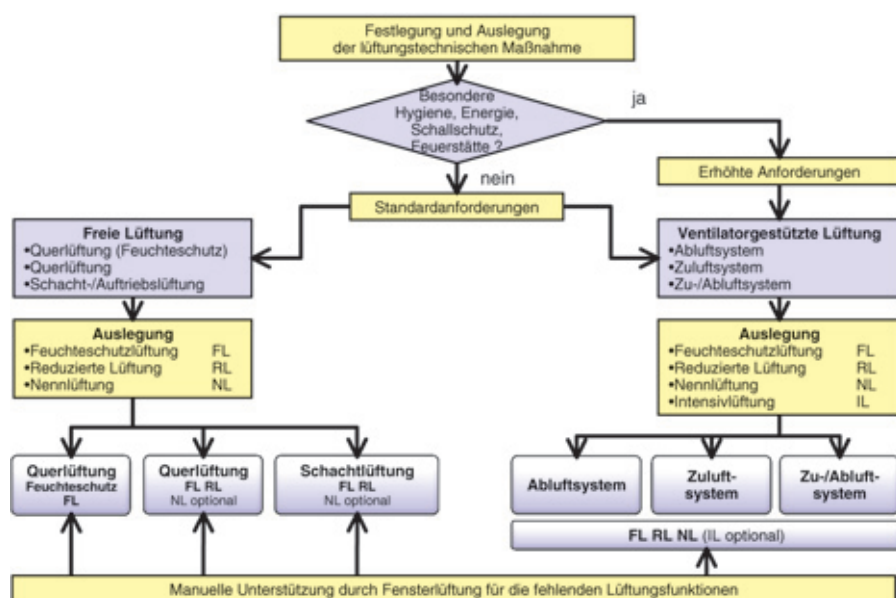 Festlegung und Auslegung
der lüftungstechnischen Maßnahme
Besondere
Hygiene, Energie,
Schallschutz,
Feuerstätte ?
ja
nein
Erhöhte Anforderungen
Standardanforderungen
Freie Lüftung
•Querlüftung (Feuchteschutz)
•Querlüftung
•Schacht-/Auftriebslüftung
Ventilatorgestützte Lüftung
•Abluftsystem
•Zuluftsystem
•Zu-/Abluftsystem
Auslegung
•Feuchteschutzlüftung FL
•Reduzierte Lüftung RL
•Nennlüftung NL
Auslegung
•Feuchteschutzlüftung FL
•Reduzierte Lüftung RL
•Nennlüftung NL
•Intensivlüftung IL
Querlüftung
Feuchteschutz
FL
Querlüftung
FL RL
NL optional
Schachtlüftung
FL RL
NL optional
Abluftsystem
Zuluft-
system
Zu-/Abluft-
system
FL RL NL (IL optional)
Manuelle Unterstützung durch Fensterlüftung für die fehlenden Lüftungsfunktionen